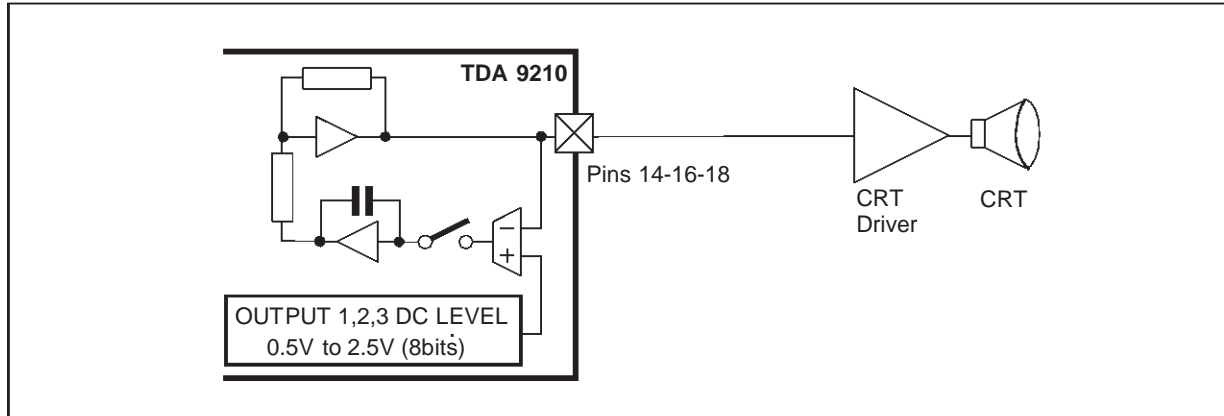 TDA 9210
Pins 14-16-18
CRT
Driver
CRT
−
+
OUTPUT 1,2,3 DC LEVEL
0.5V to 2.5V (8bits)